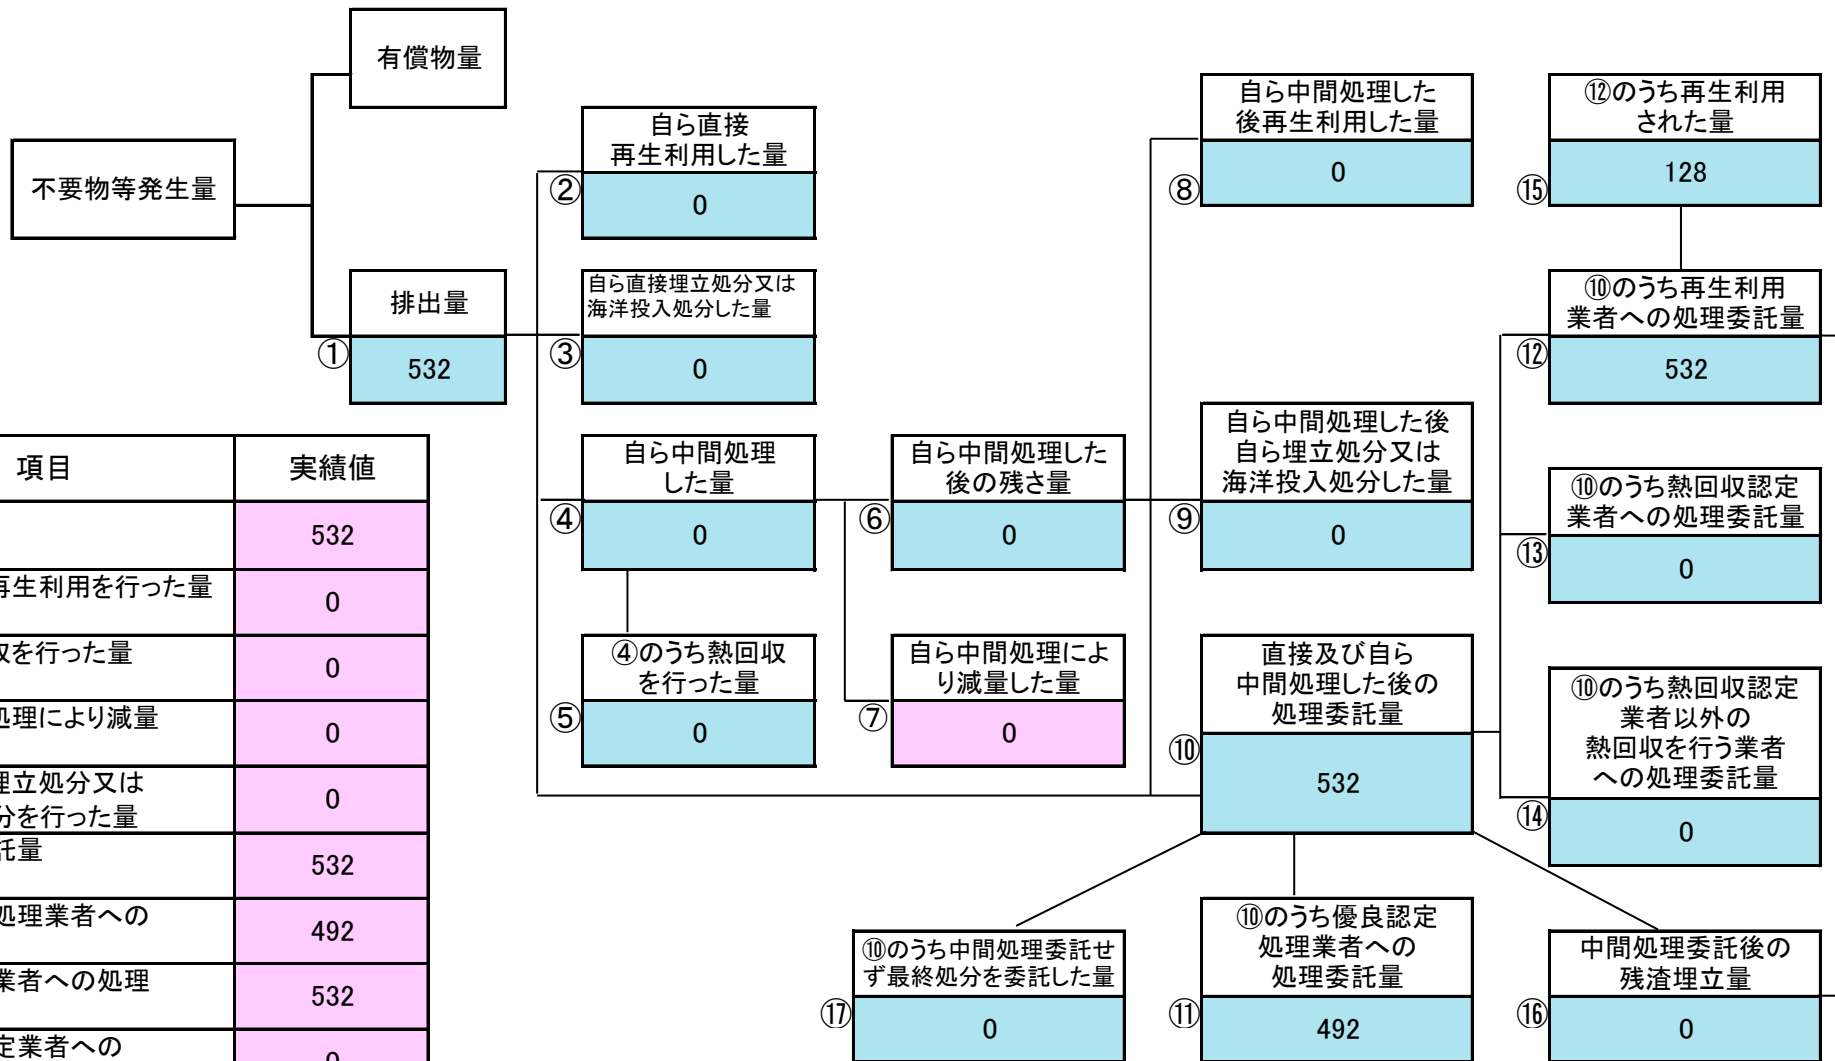 有償物量
不要物等発生量
排出量
①
532
自ら直接
再生利用した量
②
0
自ら直接埋立処分又は
海洋投入処分した量
③
0
自ら中間処理
した量
④
0
④のうち熱回収
を行った量
⑤
0
自ら中間処理した
後の残さ量
⑥
0
自ら中間処理によ
り減量した量
⑦
0
自ら中間処理した
後再生利用した量
⑧
0
自ら中間処理した後
自ら埋立処分又は
海洋投入処分した量
⑨
0
直接及び自ら
中間処理した後の
処理委託量
⑩
532
⑫のうち再生利用
された量
⑮
128
⑩のうち再生利用
業者への処理委託量
⑫
532
⑩のうち熱回収認定
業者への処理委託量
⑬
0
⑩のうち熱回収認定
業者以外の
熱回収を行う業者
への処理委託量
⑭
0
⑩のうち中間処理委託せ
ず最終処分を委託した量
⑰
0
⑩のうち優良認定
処理業者への
処理委託量
⑪
492
中間処理委託後の
残渣埋立量
⑯
0
項目 実績値
532
再生利用を行った量 0
収を行った量 0
処理により減量 0
埋立処分又は
分を行った量 0
託量 532
処理業者への 492
業者への処理 532
定業者への 0